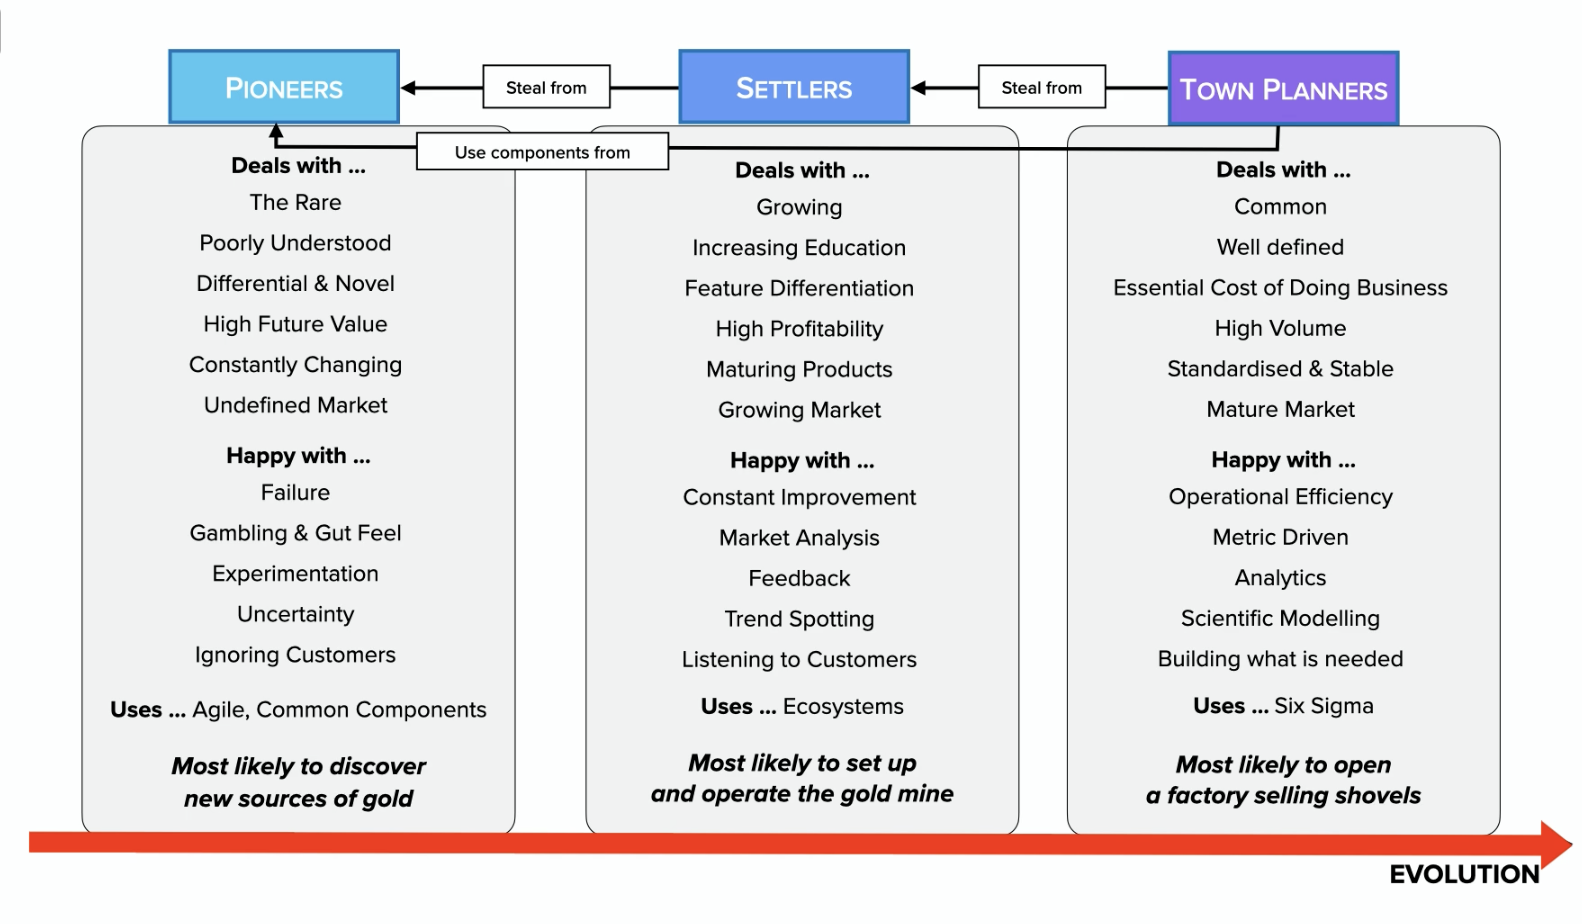 PIONEERS
Steal from
SETTLERS
Steal from
TOWN PLANNERS
Use components from
Deals with ...
The Rare
Poorly Understood
Differential & Novel
High Future Value
Constantly Changing
Undefined Market
Happy with ...
Failure
Gambling & Gut Feel
Experimentation
Uncertainty
Ignoring Customers
Uses ... Agile, Common Components
Most likely to discover
new sources of gold
Deals with ...
Growing
Increasing Education
Feature Differentiation
High Profitability
Maturing Products
Growing Market
Happy with ...
Constant Improvement
Market Analysis
Feedback
Trend Spotting
Listening to Customers
Uses ... Ecosystems
Most likely to set up
and operate the gold mine
Deals with ...
Common
Well defined
Essential Cost of Doing Business
High Volume
Standardised & Stable
Mature Market
Happy with ...
Operational Efficiency
Metric Driven
Analytics
Scientific Modelling
Building what is needed
Uses ... Six Sigma
Most likely to open
a factory selling shovels
EVOLUTION